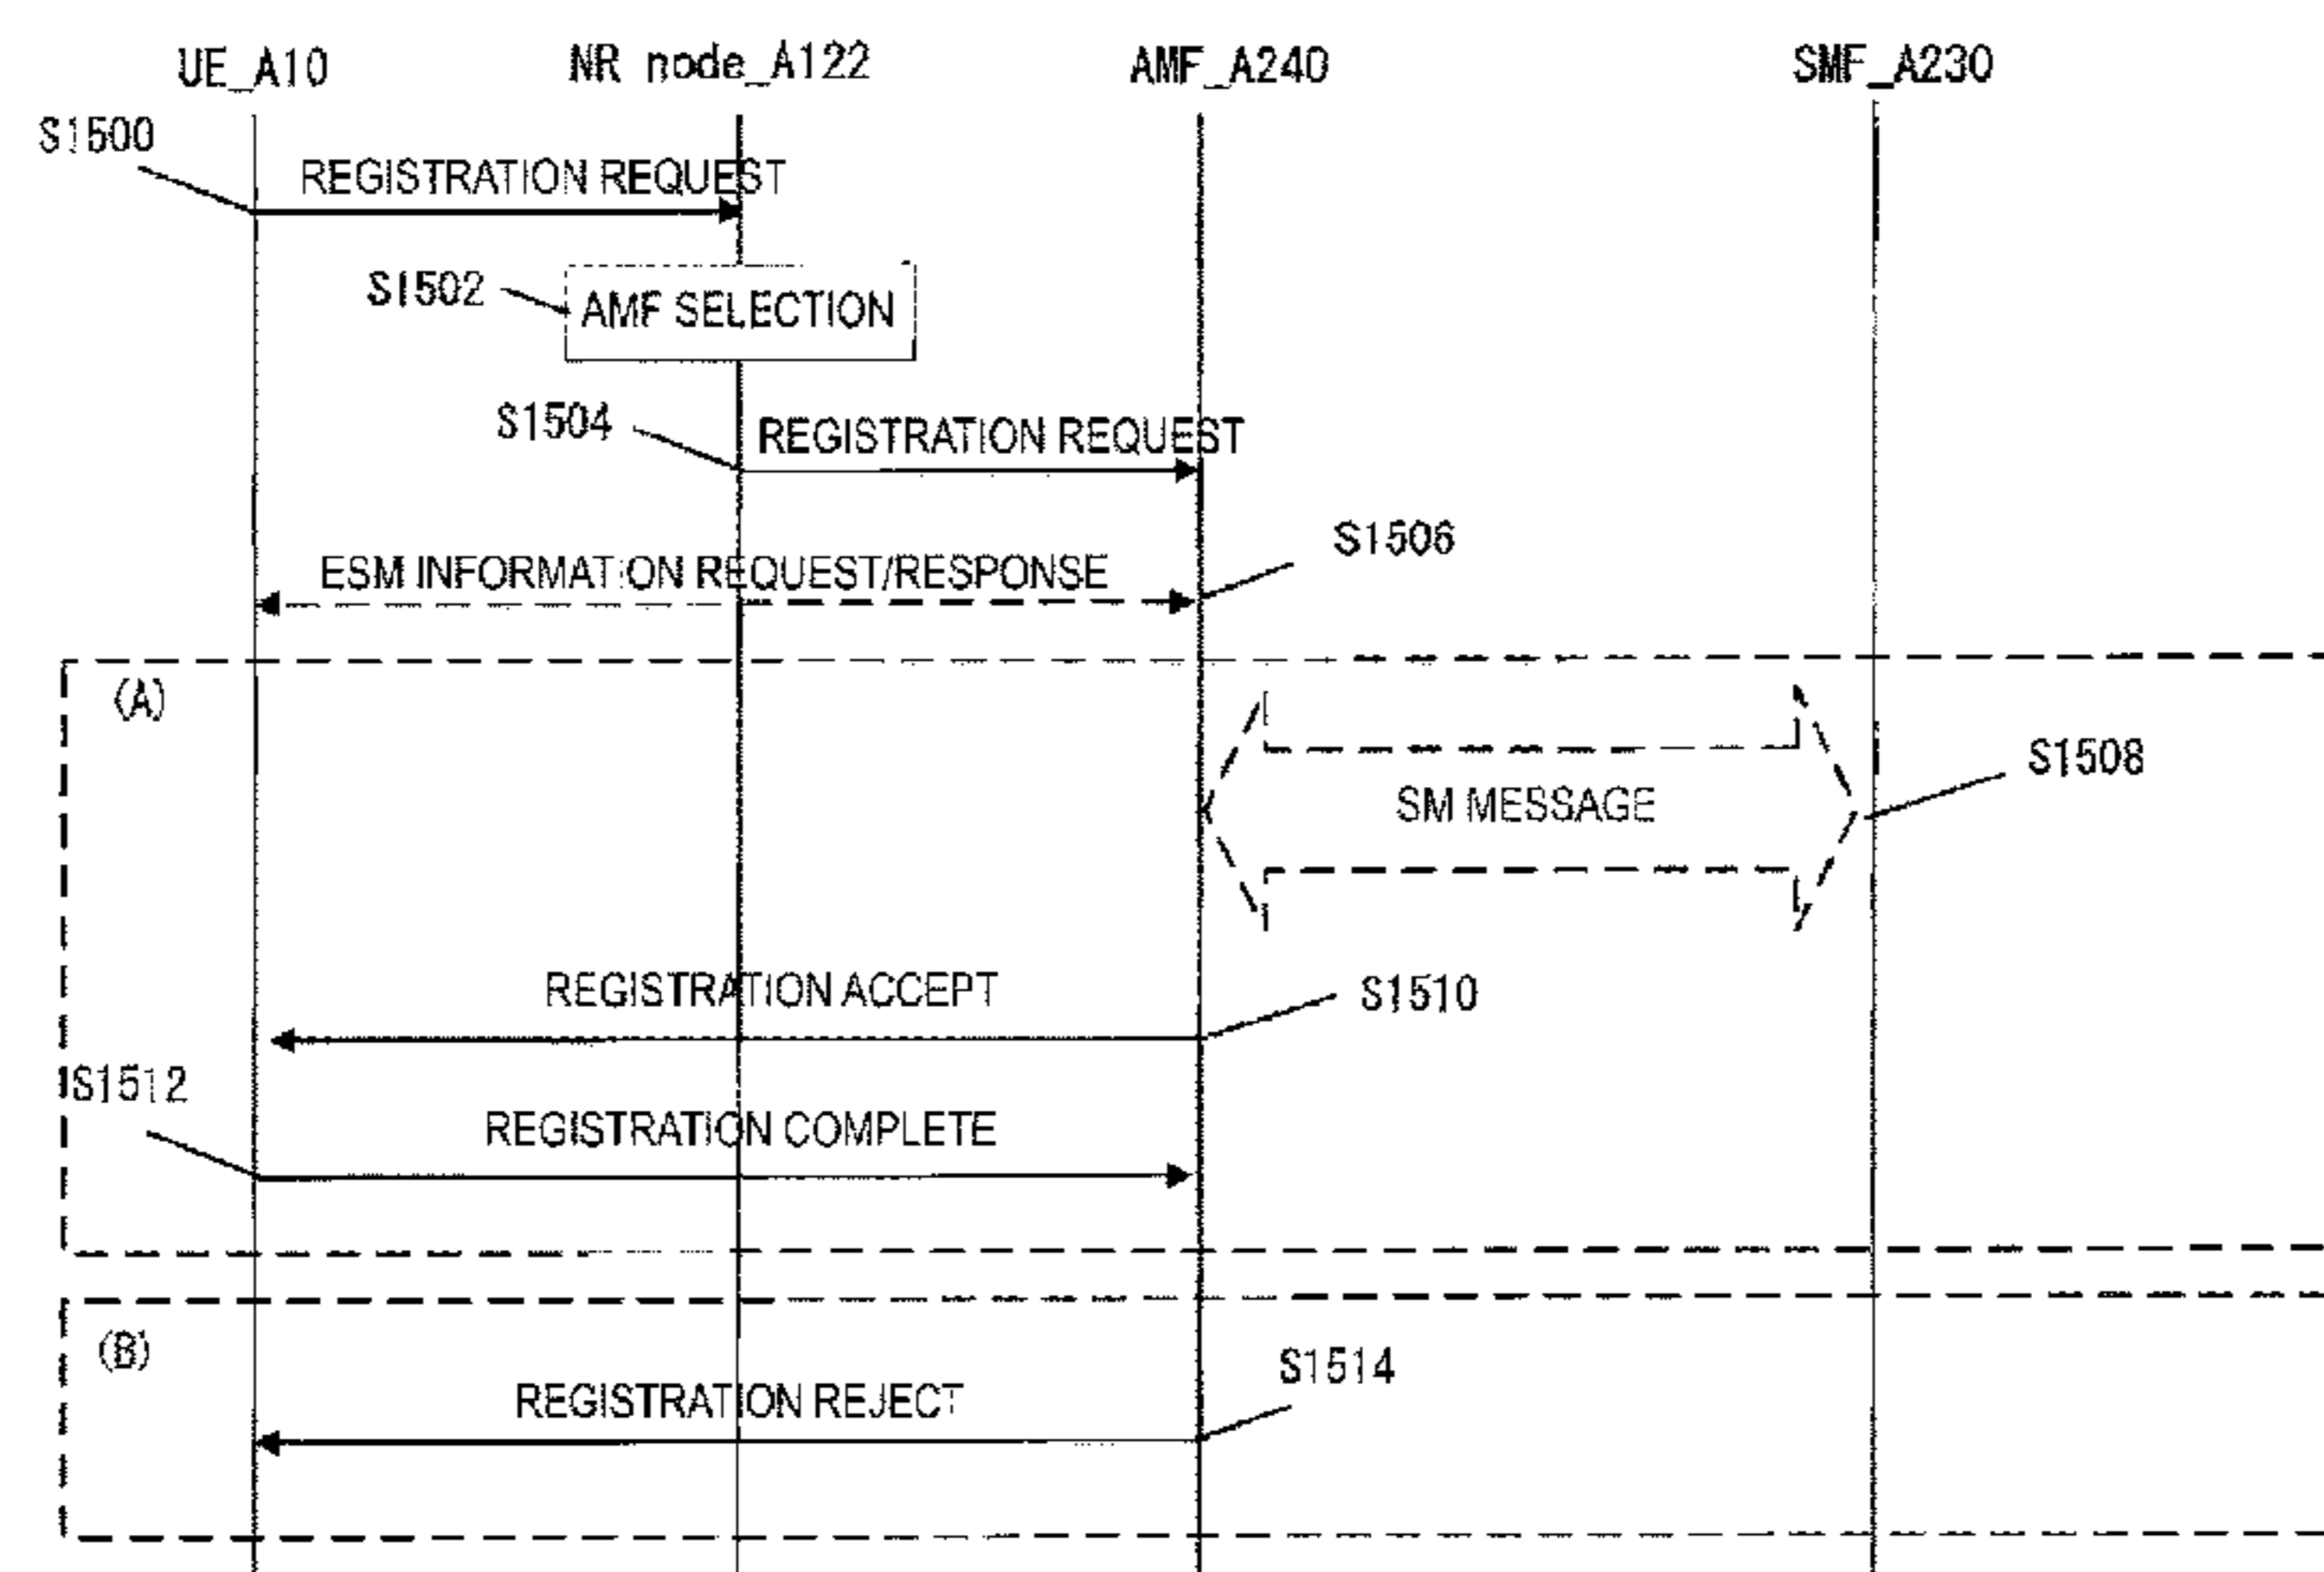 UE_A10 NR node_A122 AMF_A240 SMF_A230
S1500
REGISTRATION REQUEST
S1502 AMF SELECTION
S1504 REGISTRATION REQUEST
S1506
ESM INFORMATION REQUEST/RESPONSE
(A)
SM MESSAGE S1508
REGISTRATION ACCEPT S1510
S1512
REGISTRATION COMPLETE
(B)
S1514
REGISTRATION REJECT